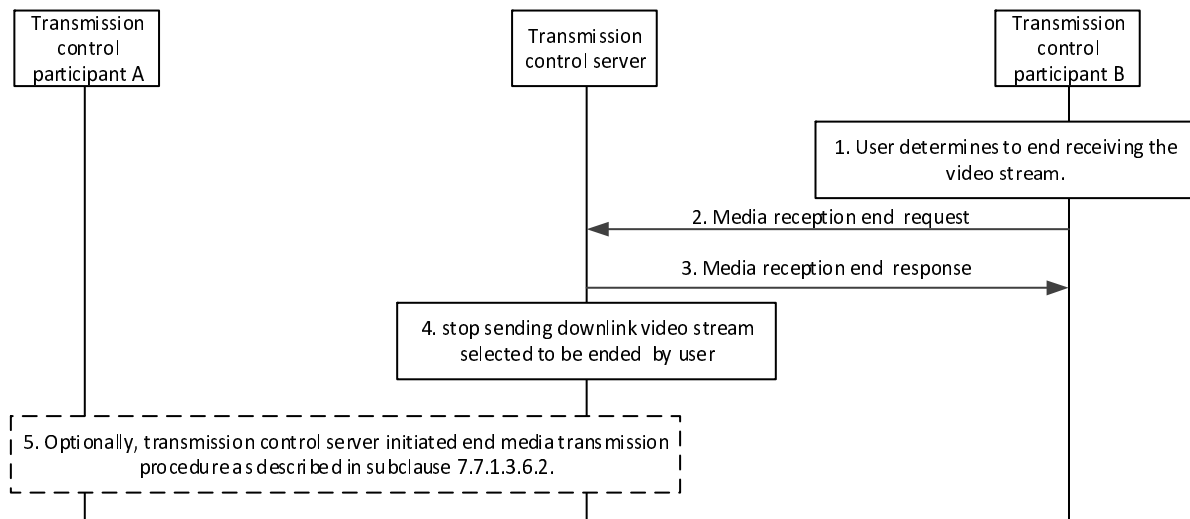 Transmission
control
participant A
Transmission
control server
Transmission
control
participant B
1. User determines to end receiving the
video stream.
2. Media reception end request
3. Media reception end response
4. stop sending downlink video stream
selected to be ended by user
5. Optionally, transmission control server initiated end media transmission
procedure as described in subclause 7.7.1.3.6.2.